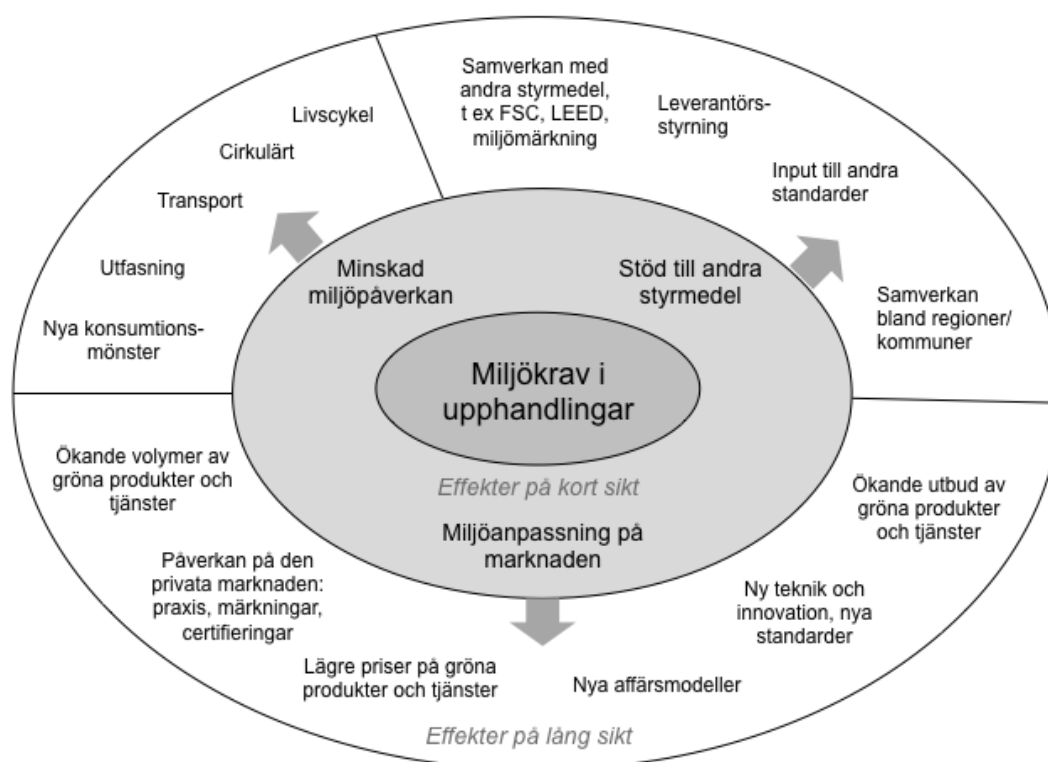 Samverkan med
andra styrmedel,
t ex FSC, LEED,
miljömärkning
Leverantörs-
styrning
Input till andra
standarder
Samverkan
bland regioner/
kommuner
Livscykel
Cirkulärt
Transport
Utfasning
Nya konsumtions-
mönster
Minskad
miljöpåverkan
Stöd till andra
styrmedel
Miljökrav i
upphandlingar
Effekter på kort sikt
Miljöanpassning på
marknaden
Ökande volymer av
gröna produkter och
tjänster
Påverkan på den
privata marknaden:
praxis, märkningar,
certifieringar
Lägre priser på gröna
produkter och tjänster
Nya affärsmodeller
Ny teknik och
innovation, nya
standarder
Ökande utbud av
gröna produkter
och tjänster
Effekter på lång sikt